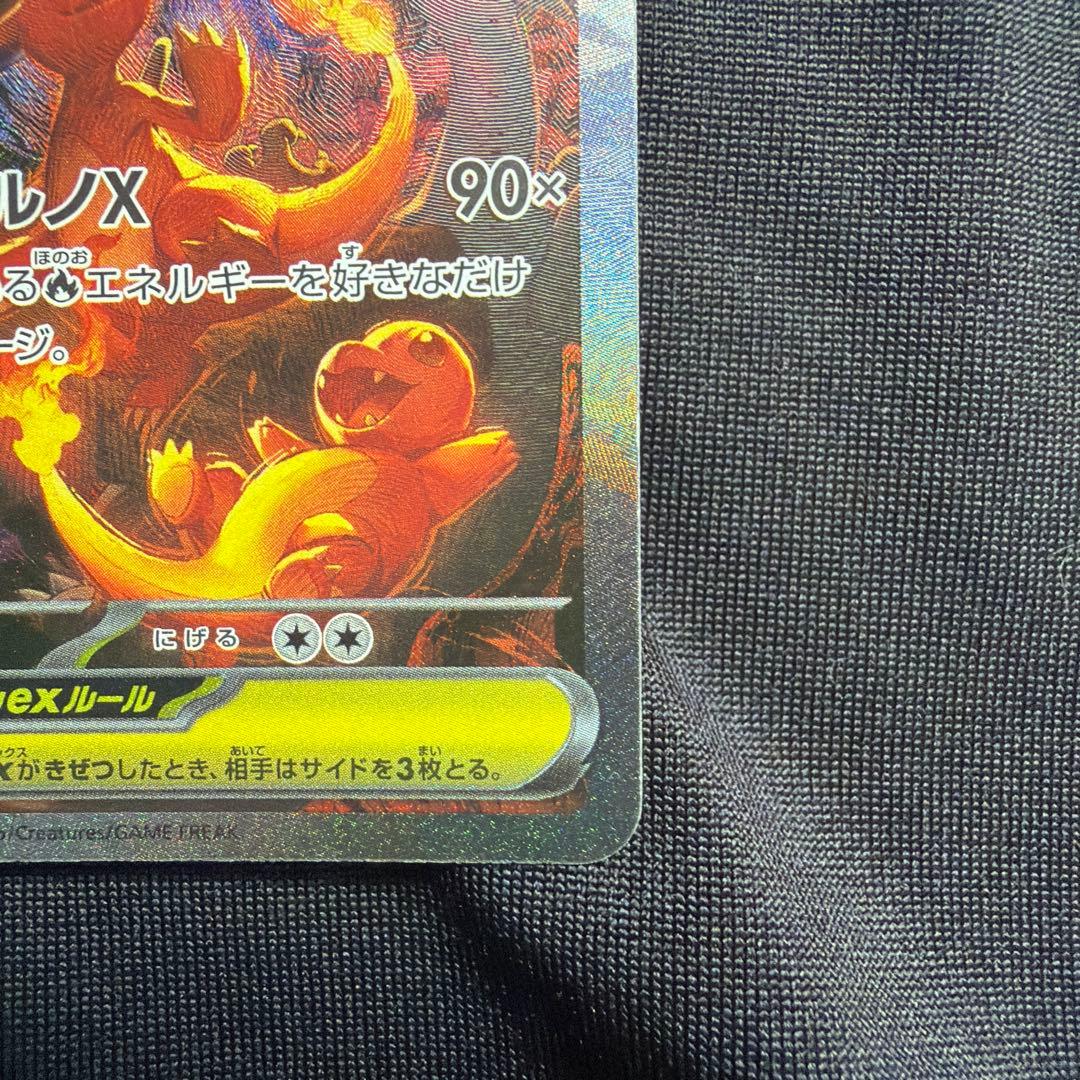 ルノX 90×
る エネルギーを好きなだけ
ほのお す
ージ。
にげる
exルール
ックス あいて まい
xがきぜつしたとき、相手はサイドを3枚とる。
/Creatures/GAME FREAK